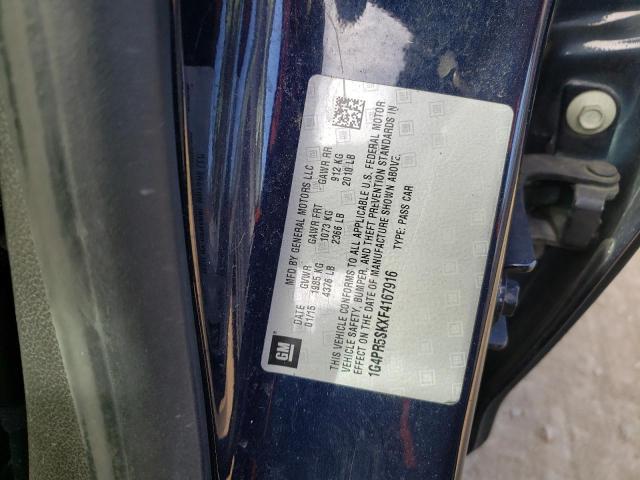 MFD BY GENERAL MOTORS LLC
DATE GVWR GAWR FRT GAWR RR
01/15 1985 KG 1073 KG 912 KG
4376 LB 2366 LB 2010 LB
THIS VEHICLE CONFORMS TO ALL APPLICABLE U.S. FEDERAL MOTOR
VEHICLE SAFETY, BUMPER, AND THEFT PREVENTION STANDARDS IN
EFFECT ON THE DATE OF MANUFACTURE SHOWN ABOVE.
1G4PR5SKXF4167916 TYPE: PASS CAR
GM